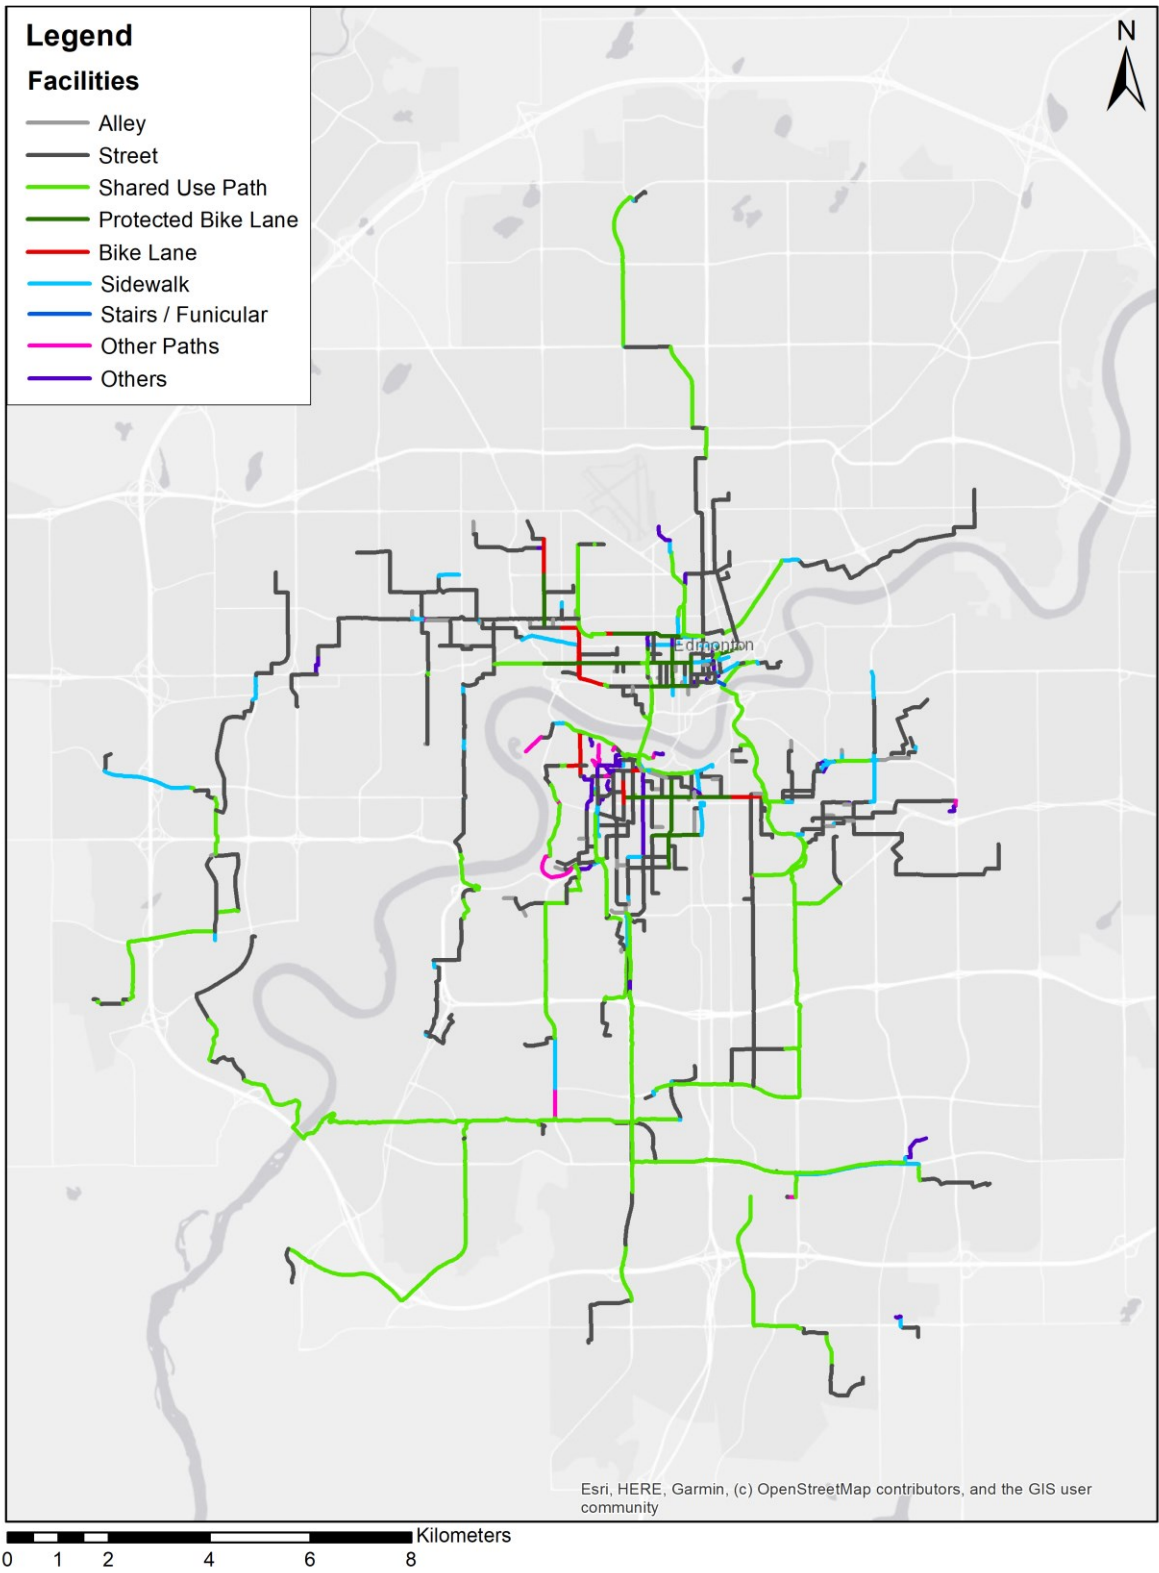 Legend
N
Facilities
Alley
Street
Shared Use Path
Protected Bike Lane
Bike Lane
Sidewalk
Stairs / Funicular
Other Paths
Others
Edmonton
Esri, HERE, Garmin, (c) OpenStreetMap contributors, and the GIS user
community
Kilometers
0 1 2 4 6 8